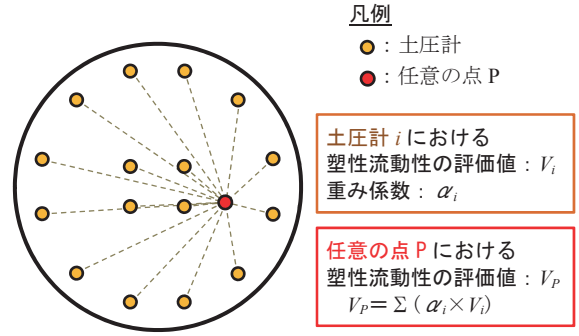 凡例
：土圧計
：任意の点 P
土圧計 i における
塑性流動性の評価値：Vi
重み係数：αi
任意の点 P における
塑性流動性の評価値：VP
VP＝Σ（αi×Vi）